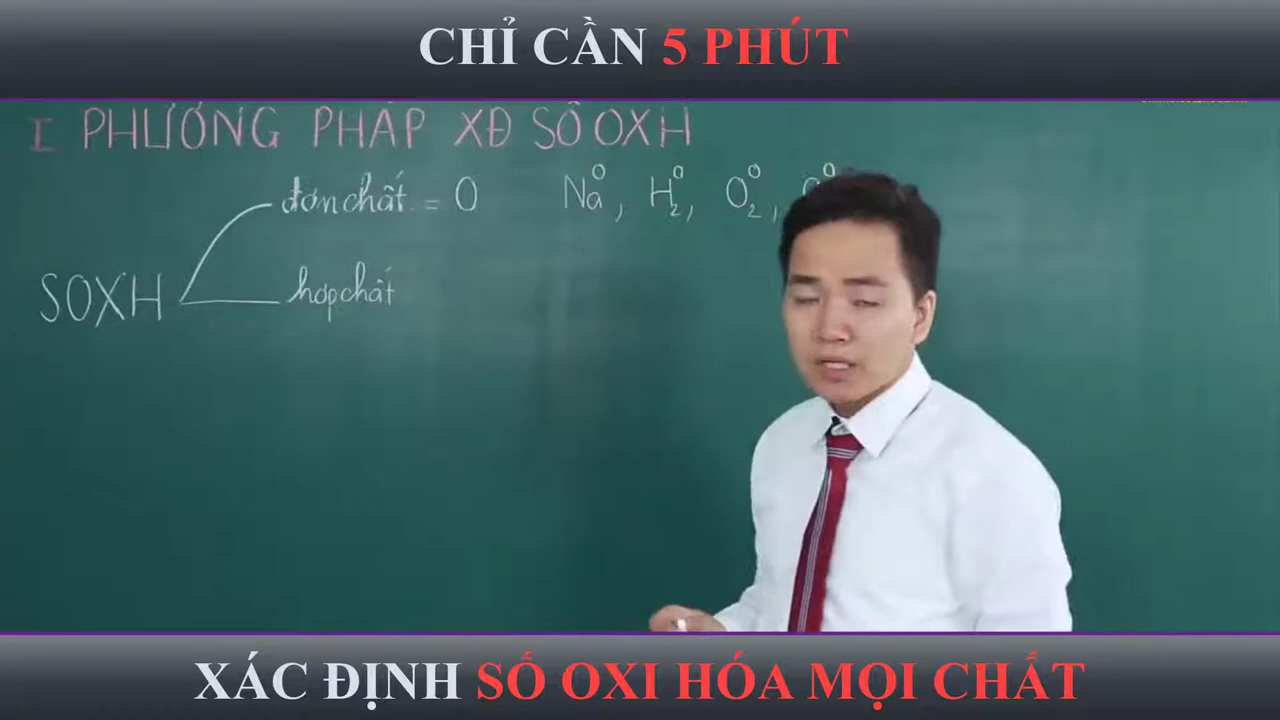 CHỈ CẦN 5 PHÚT
I PHƯƠNG PHÁP XĐ SỐ OXH
đơn chất = 0 Na⁰, H₂⁰, O₂⁰,
SOXH
hợp chất
XÁC ĐỊNH SỐ OXI HÓA MỌI CHẤT